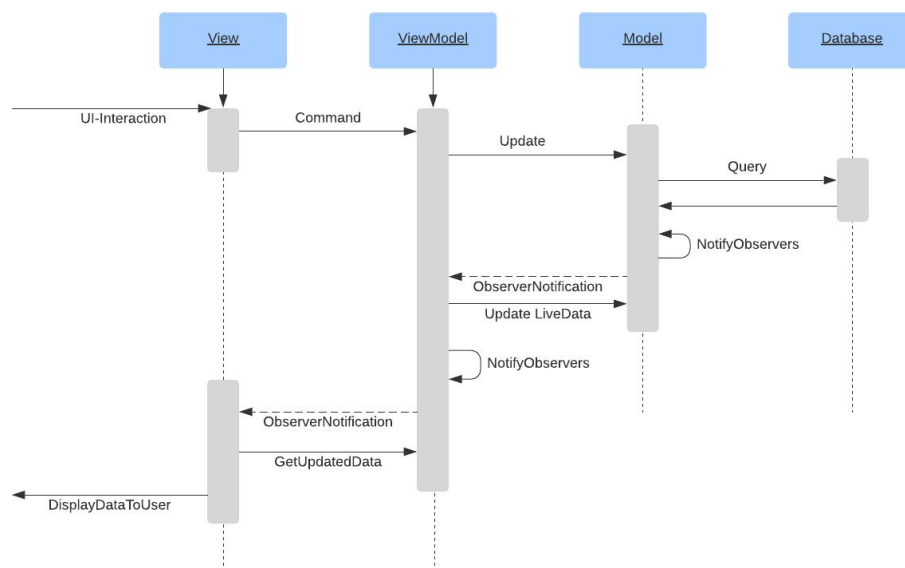 View
ViewModel
Model
Database
UI-Interaction
Command
Update
Query
NotifyObservers
ObserverNotification
Update LiveData
NotifyObservers
ObserverNotification
GetUpdatedData
DisplayDataToUser